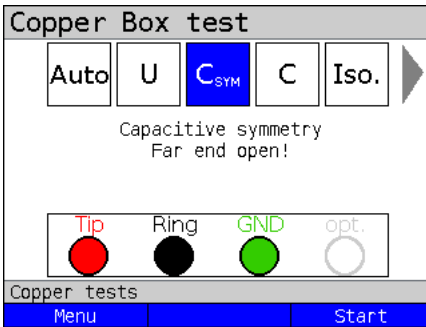 Copper Box test
Auto U CSYM C Iso.
Capacitive symmetry
Far end open!
Tip Ring GND opt.
Copper tests
Menu Start